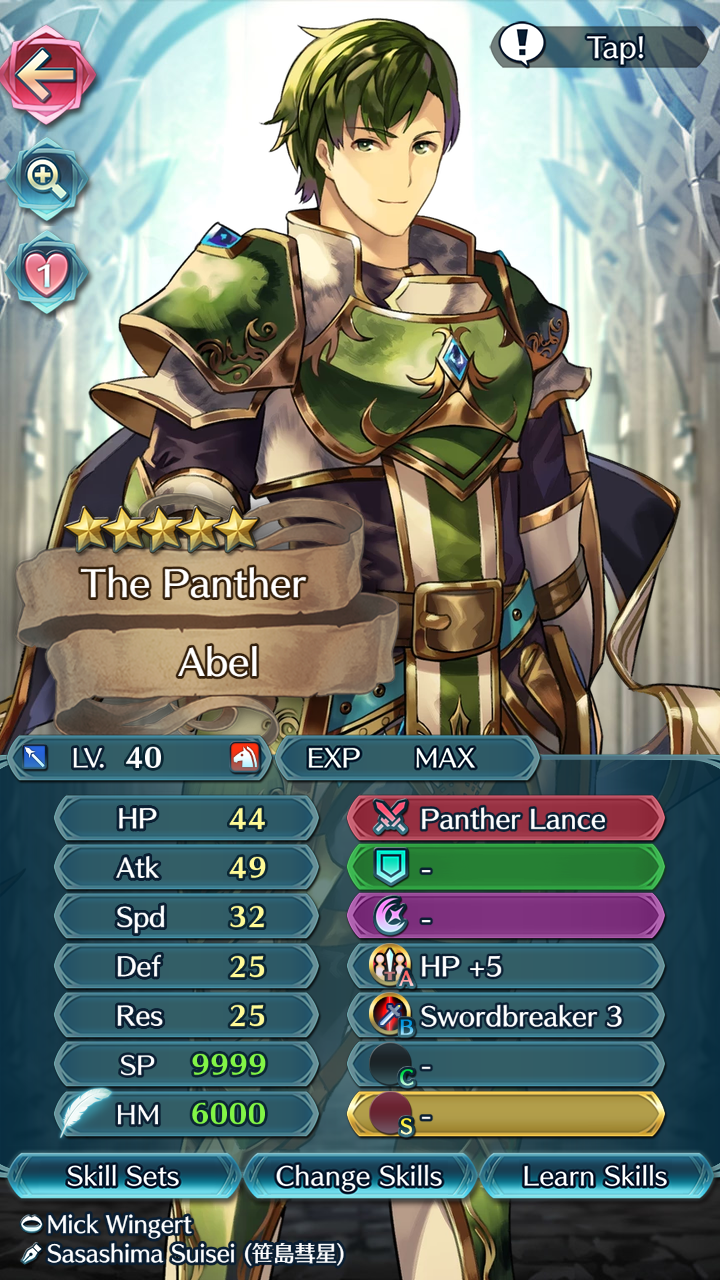 !
Tap!
1
The Panther
Abel
LV. 40
EXP MAX
HP 44
Panther Lance
Atk 49
-
Spd 32
-
Def 25
A HP +5
Res 25
B Swordbreaker 3
SP 9999
C -
HM 6000
S -
Skill Sets
Change Skills
Learn Skills
Mick Wingert
Sasashima Suisei (笹島彗星)